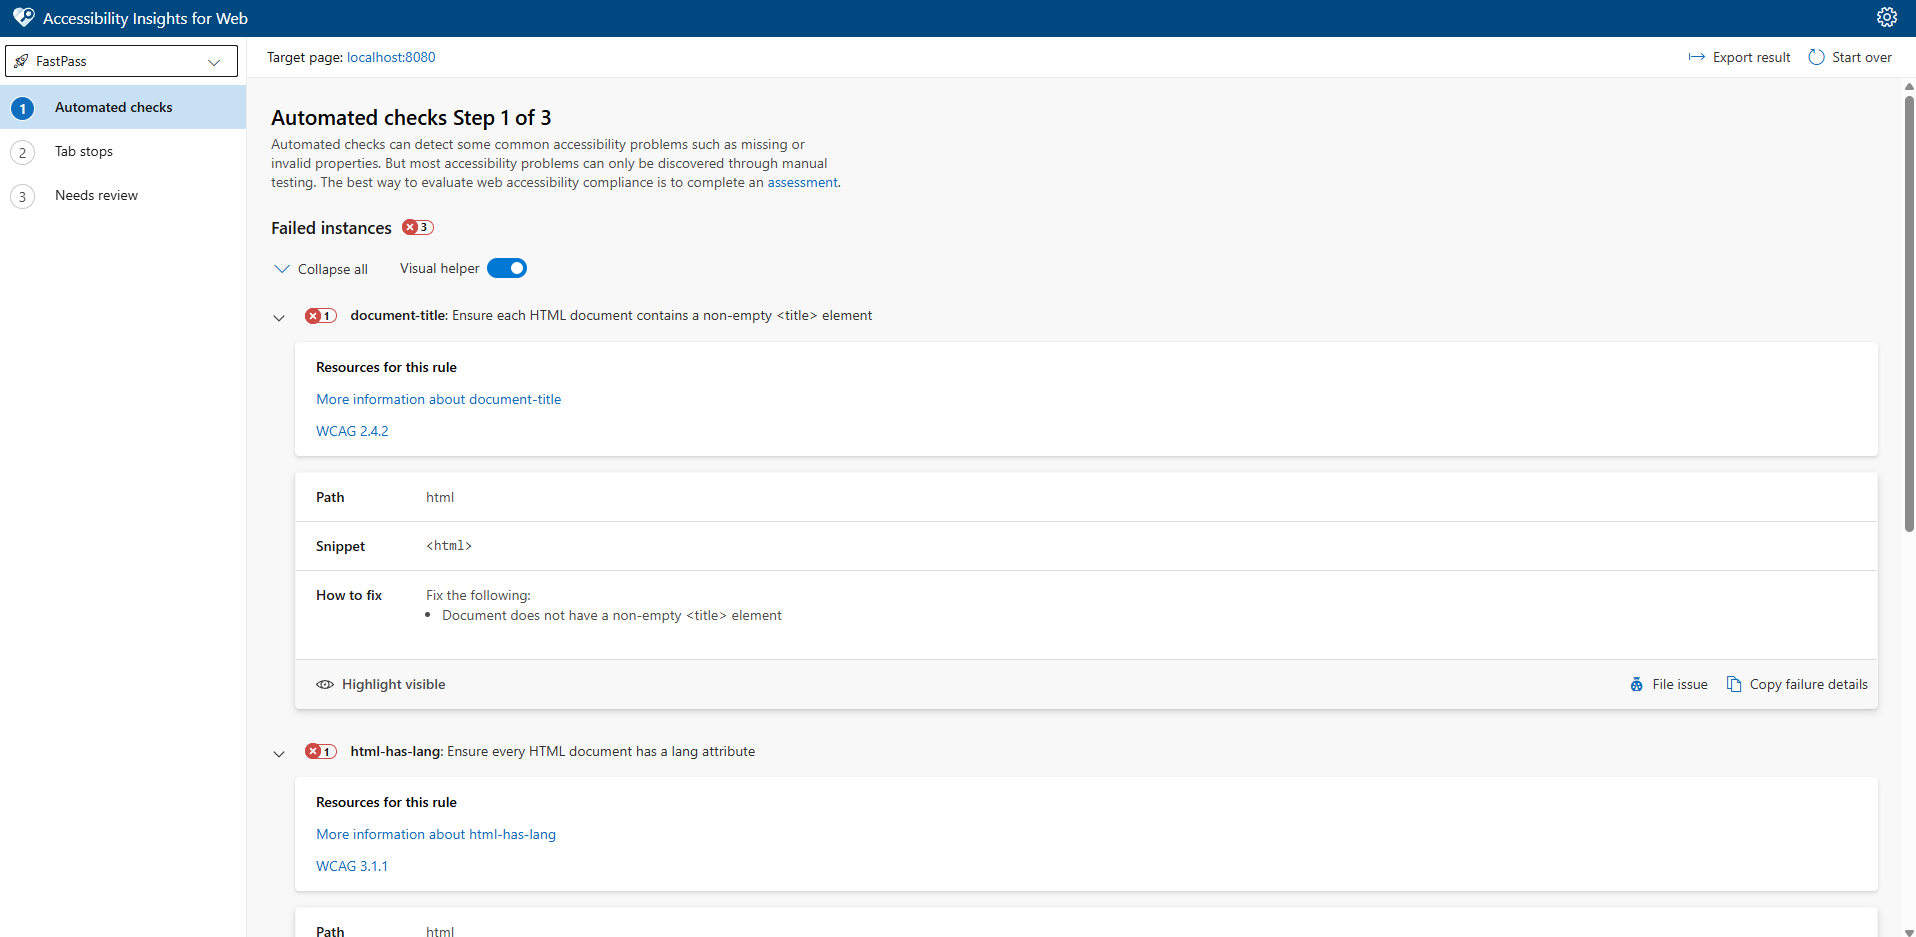 Accessibility Insights for Web
FastPass
Target page: localhost:8080
Export result
Start over
1 Automated checks
2 Tab stops
3 Needs review
Automated checks Step 1 of 3
Automated checks can detect some common accessibility problems such as missing or
invalid properties. But most accessibility problems can only be discovered through manual
testing. The best way to evaluate web accessibility compliance is to complete an assessment.
Failed instances 3
Collapse all
Visual helper
1 document-title: Ensure each HTML document contains a non-empty <title> element
Resources for this rule
More information about document-title
WCAG 2.4.2
Path html
Snippet <html>
How to fix Fix the following:
• Document does not have a non-empty <title> element
Highlight visible
File issue
Copy failure details
1 html-has-lang: Ensure every HTML document has a lang attribute
Resources for this rule
More information about html-has-lang
WCAG 3.1.1
Path html